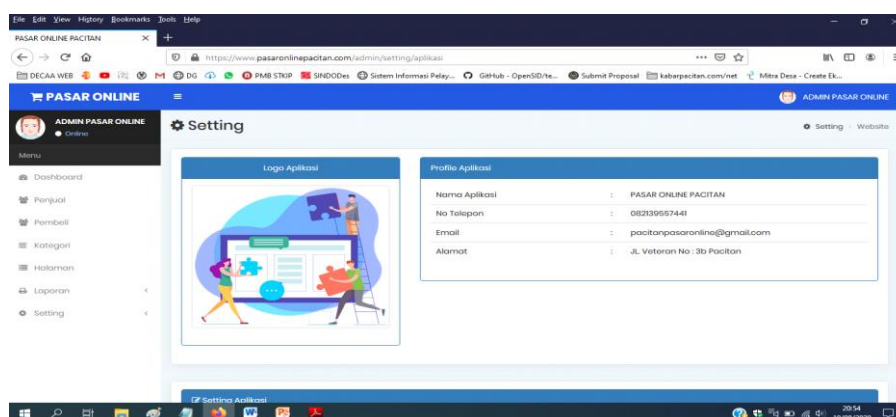 File Edit View History Bookmarks Tools Help
PASAR ONLINE PACITAN
https://www.pasaronlinepacitan.com/admin/setting/aplikasi
DECAA WEB DG PMB STKIP SINDODes Sistem Informasi Pelay... GitHub - OpenSID/te... Submit Proposal kabarpacitan.com/net Mitra Desa - Create Ek...
PASAR ONLINE
ADMIN PASAR ONLINE
ADMIN PASAR ONLINE
Online
Setting
Setting Website
Menu
Dashboard
Penjual
Pembeli
Kategori
Halaman
Laporan
Setting
Logo Aplikasi
Profile Aplikasi
Nama Aplikasi : PASAR ONLINE PACITAN
No Telepon : 082139557441
Email : pacitanpasaronline@gmail.com
Alamat : JL. Veteran No : 3b Pacitan
Setting Aplikasi
20:54